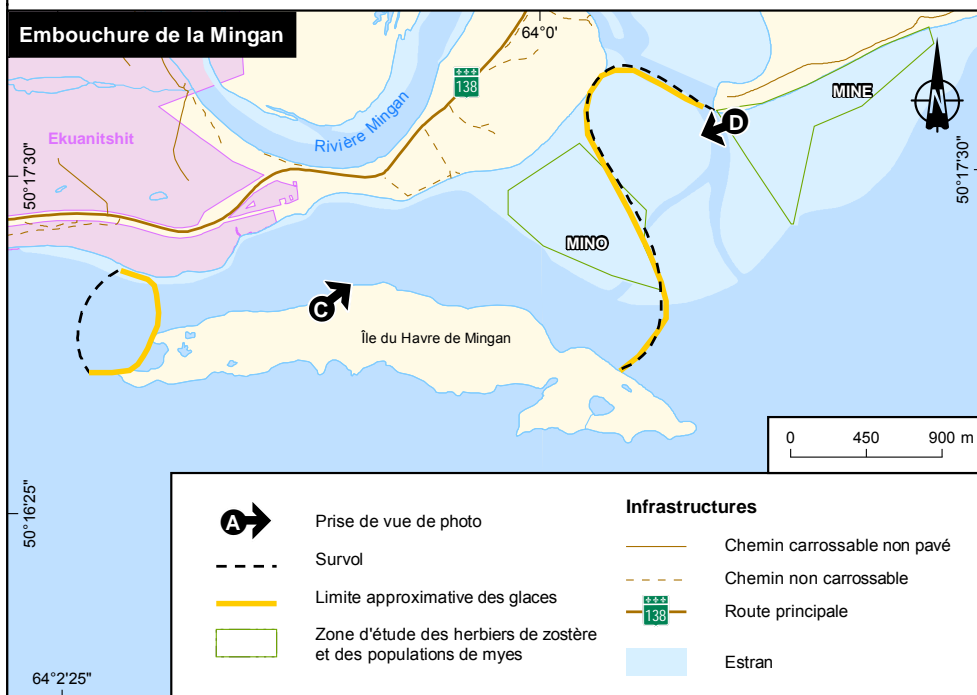 Embouchure de la Mingan
64°0'
138
MINE
D
N
Rivière Mingan
Ekuanitshit
50°17'30"
50°17'30"
MINO
C
Île du Havre de Mingan
0 450 900 m
50°16'25"
64°2'25"
A
Prise de vue de photo
Survol
Limite approximative des glaces
Zone d'étude des herbiers de zostère
et des populations de myes
Infrastructures
Chemin carrossable non pavé
Chemin non carrossable
138
Route principale
Estran